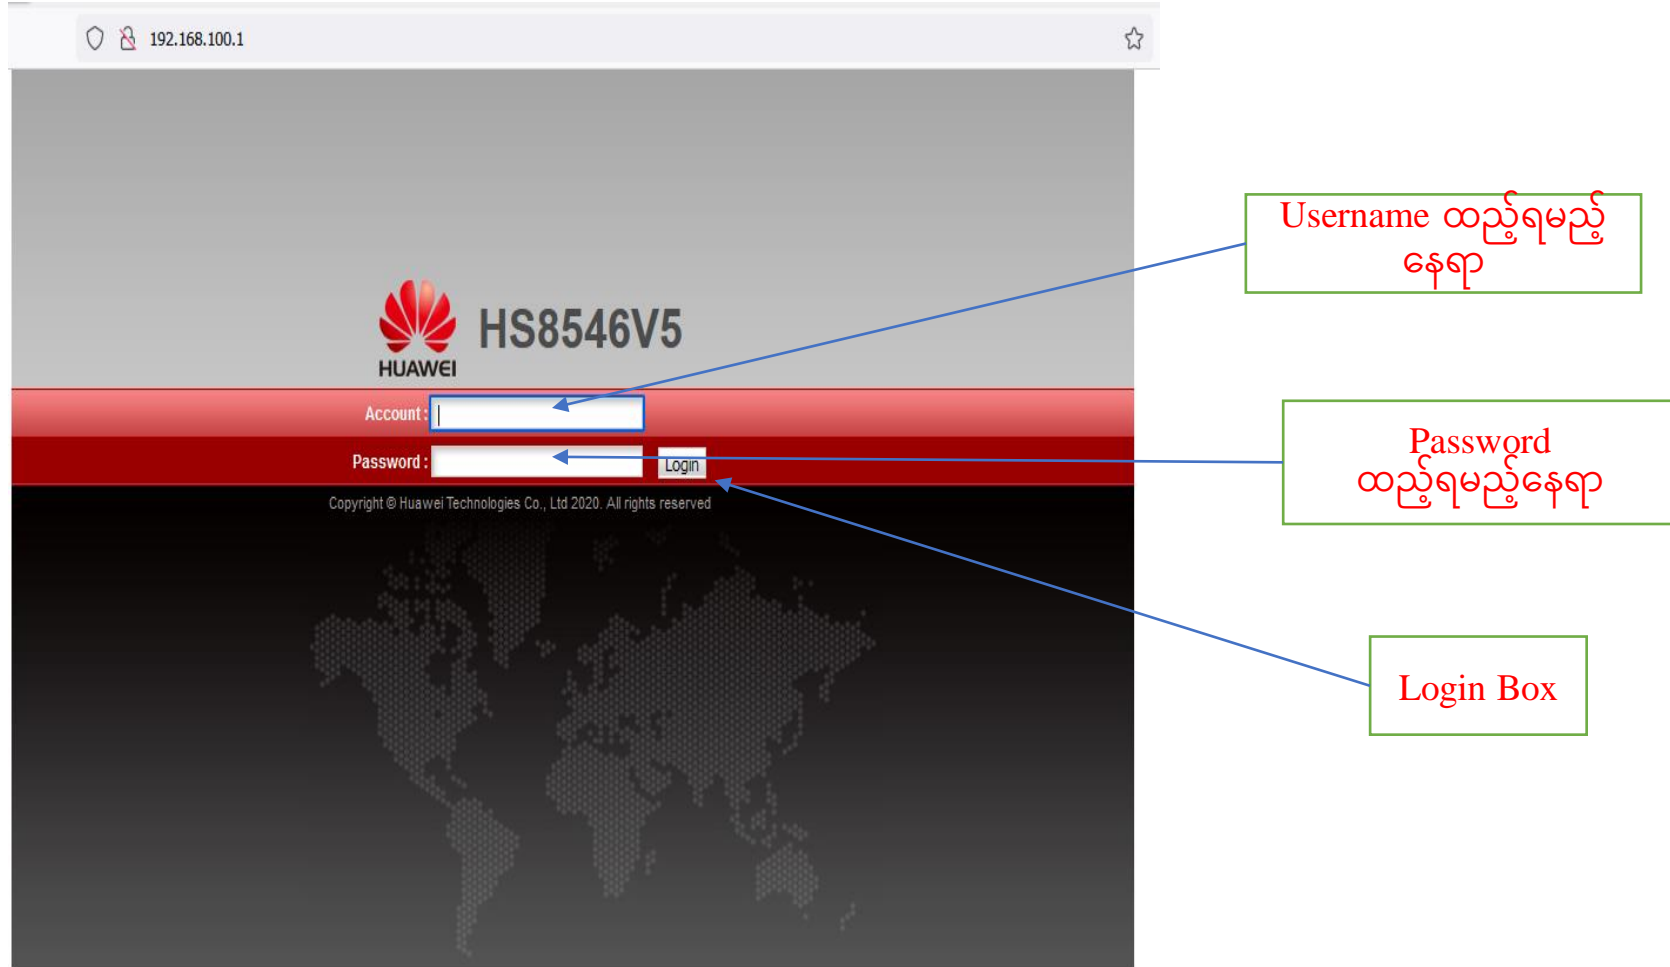 192.168.100.1
Username ထည့်ရမည့်
နေရာ
HUAWEI
HS8546V5
Account :
Password :
Login
Password
ထည့်ရမည့်နေရာ
Copyright © Huawei Technologies Co., Ltd 2020. All rights reserved
Login Box